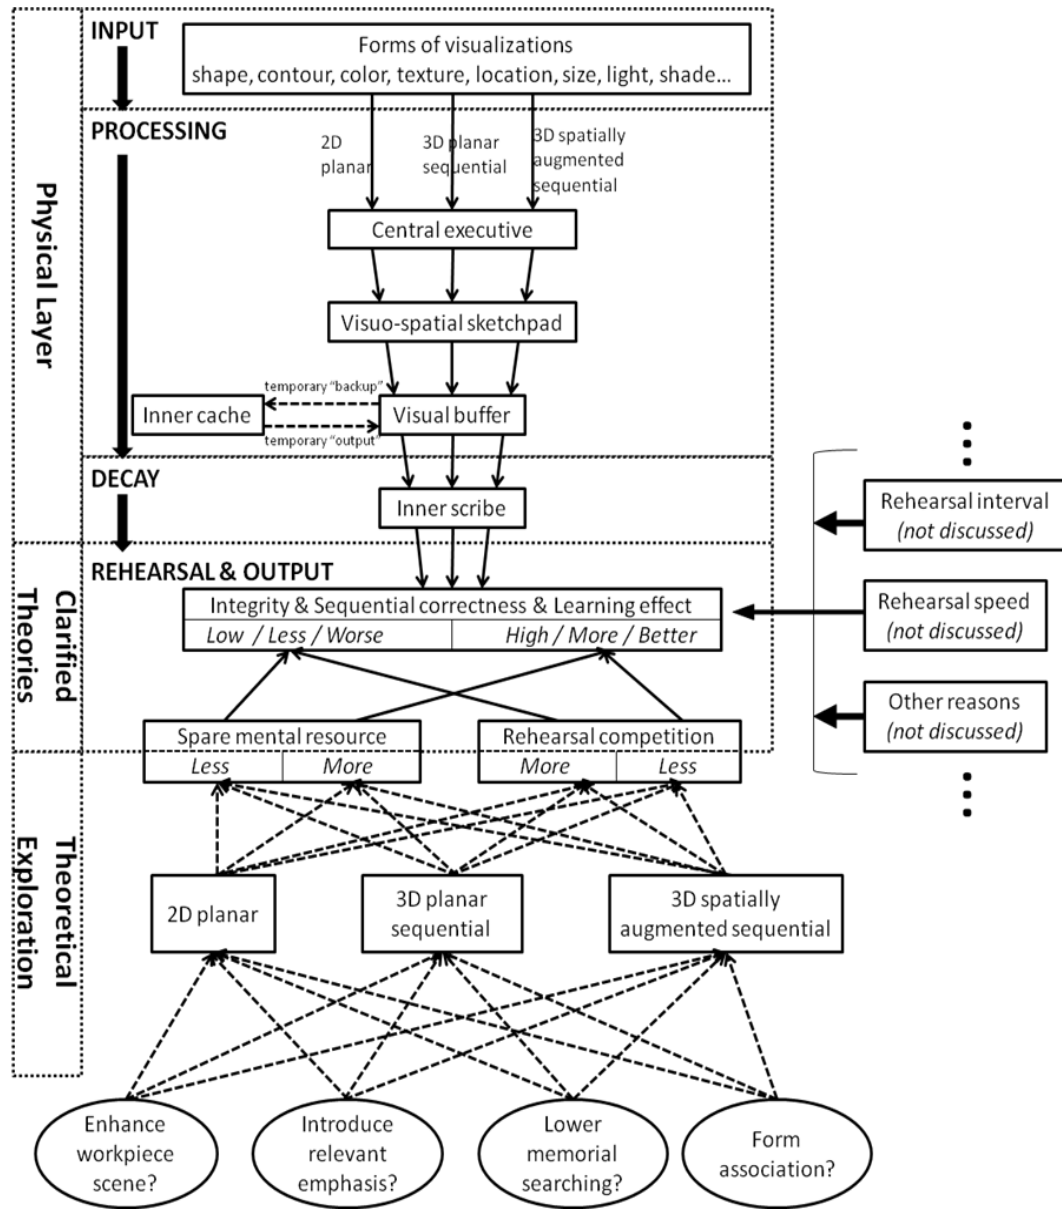 INPUT
Forms of visualizations
shape, contour, color, texture, location, size, light, shade...
PROCESSING
2D
planar
3D planar
sequential
3D spatially
augmented
sequential
Physical Layer
Central executive
Visuo-spatial sketchpad
temporary "backup"
Inner cache
Visual buffer
temporary "output"
DECAY
Inner scribe
Rehearsal interval
(not discussed)
REHEARSAL & OUTPUT
Clarified
Theories
Integrity & Sequential correctness & Learning effect
Low / Less / Worse
High / More / Better
Rehearsal speed
(not discussed)
Other reasons
(not discussed)
Spare mental resource
Less
More
Rehearsal competition
More
Less
Theoretical
Exploration
2D planar
3D planar
sequential
3D spatially
augmented sequential
Enhance
workpiece
scene?
Introduce
relevant
emphasis?
Lower
memorial
searching?
Form
association?